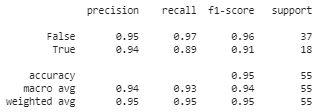 precision recall f1-score support
False 0.95 0.97 0.96 37
True 0.94 0.89 0.91 18
accuracy 0.95 55
macro avg 0.94 0.93 0.94 55
weighted avg 0.95 0.95 0.95 55